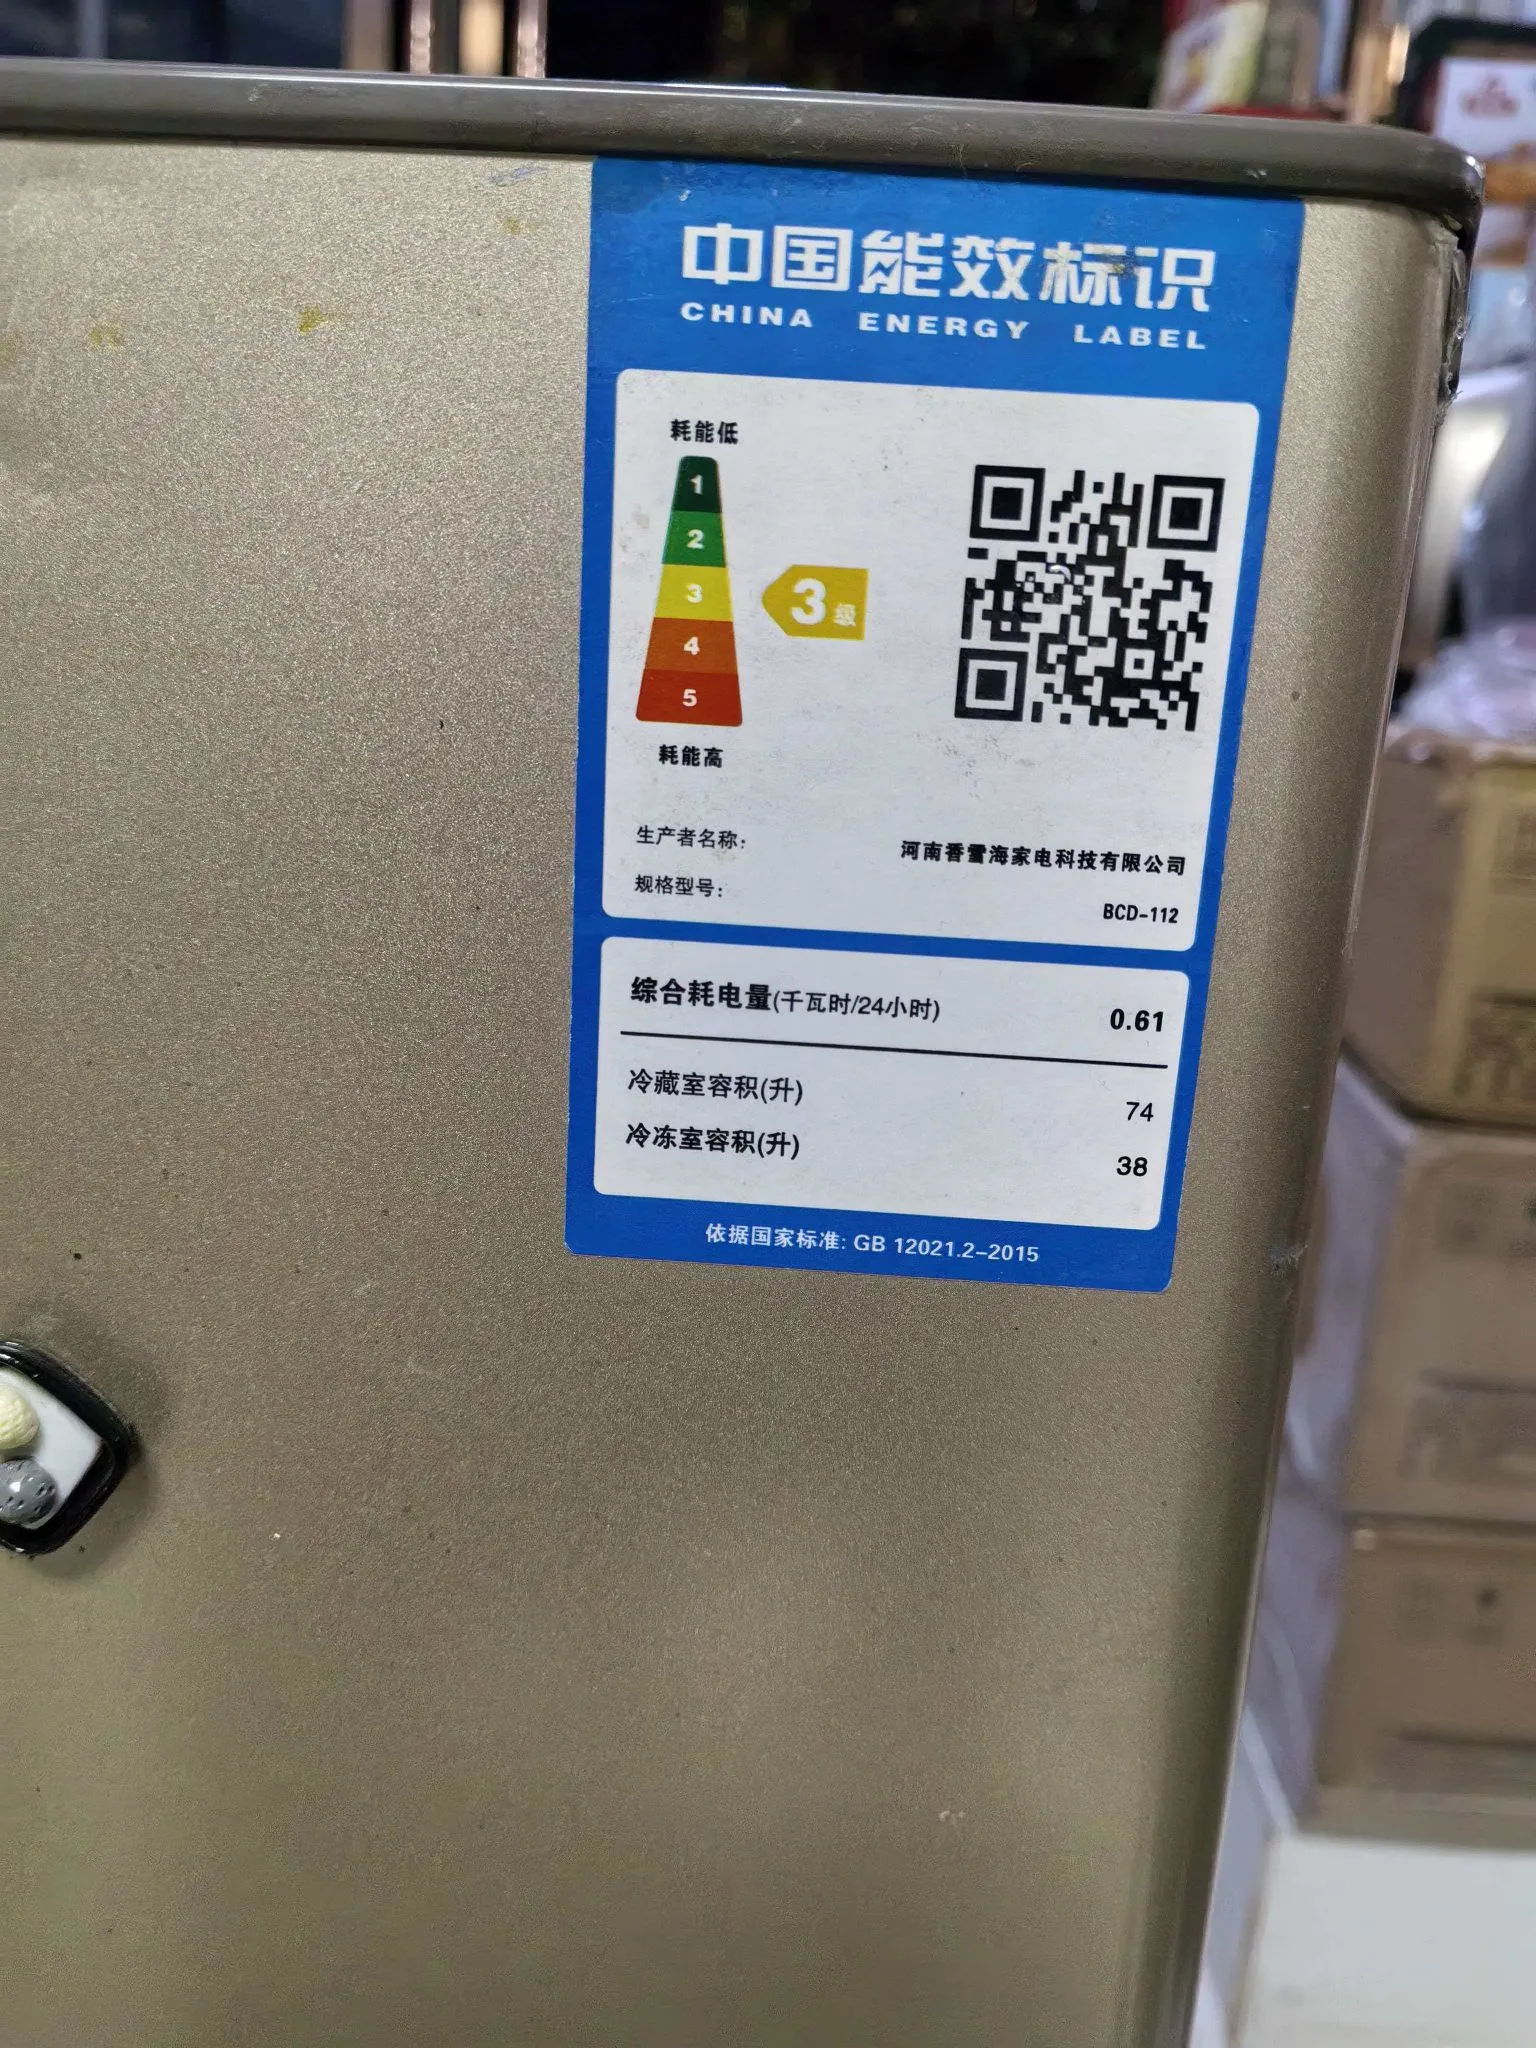 中国能效标识
CHINA ENERGY LABEL
耗能低
1
2
3
4
5
3级
耗能高
生产者名称: 河南香雪海家电科技有限公司
规格型号: BCD-112
综合耗电量(千瓦时/24小时) 0.61
冷藏室容积(升) 74
冷冻室容积(升) 38
依据国家标准: GB 12021.2-2015